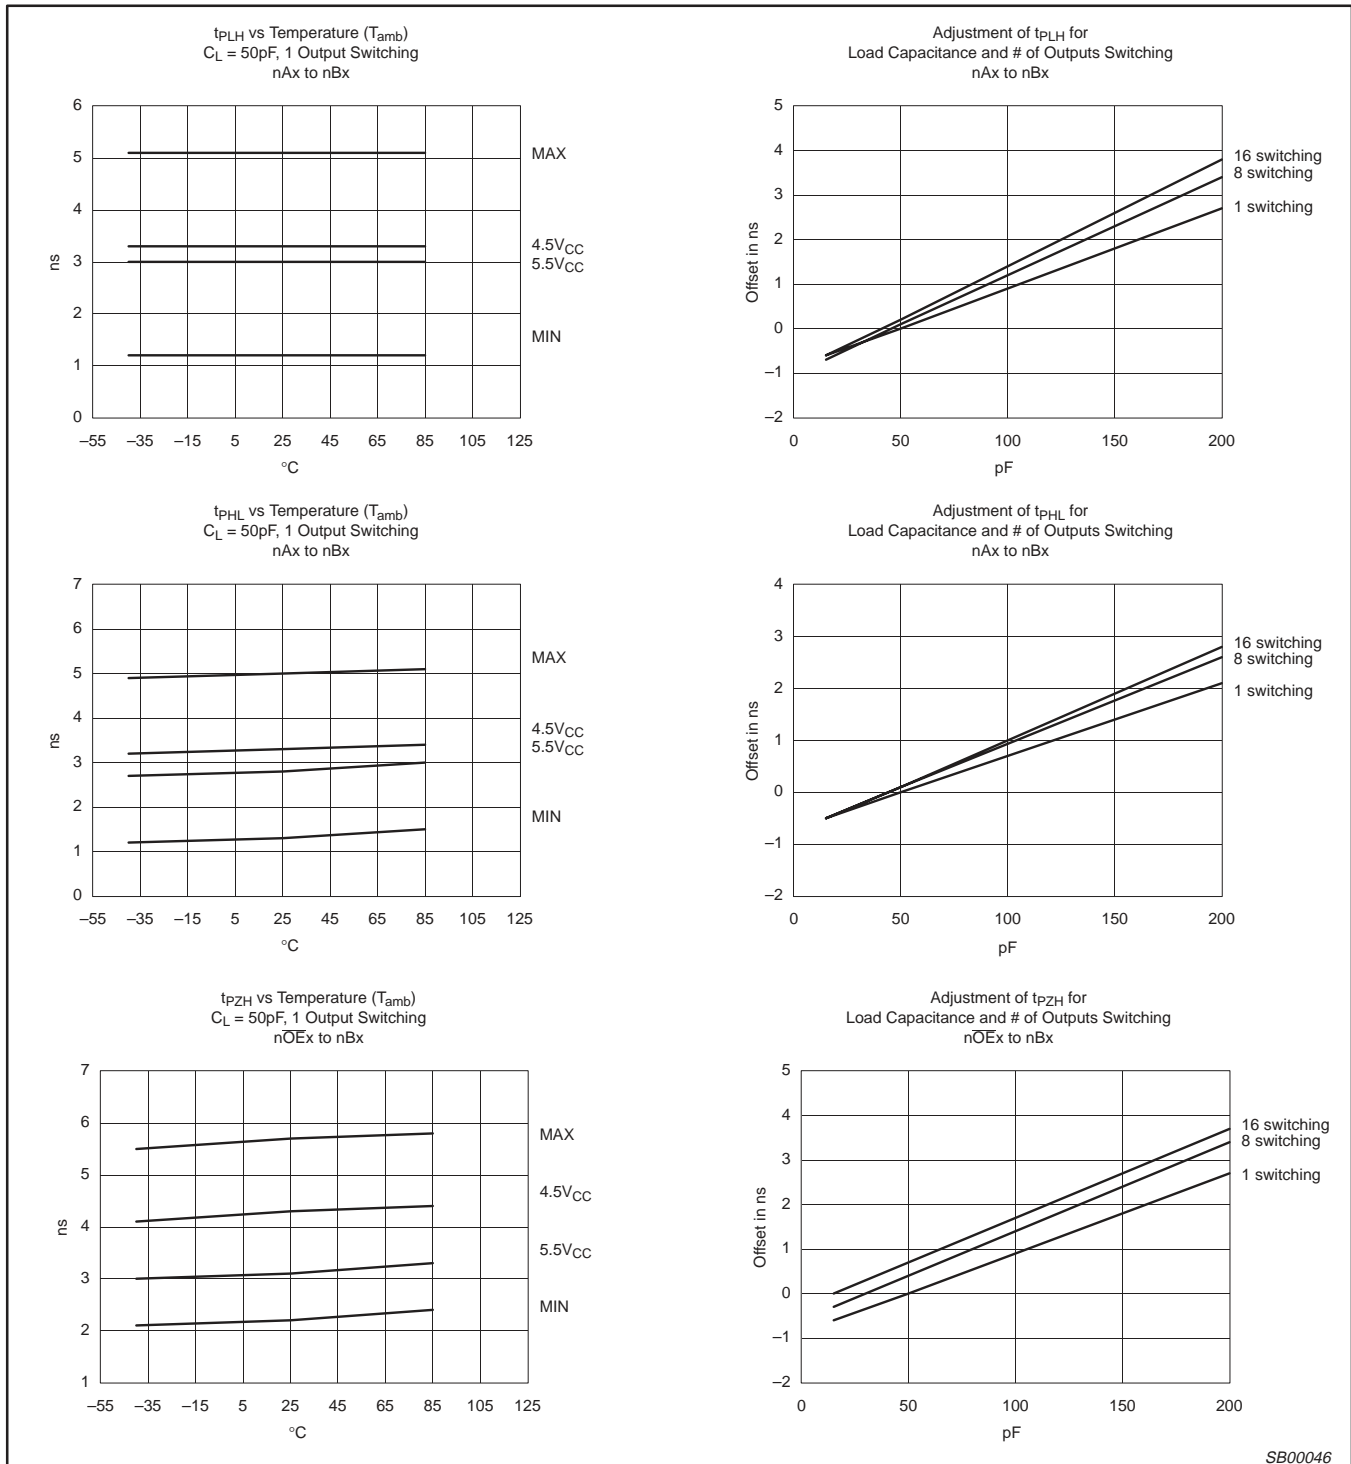 tPLH vs Temperature (Tamb)
CL = 50pF, 1 Output Switching
nAx to nBx
6
5
4
3
2
1
0
ns
MAX
4.5VCC
5.5VCC
MIN
–55 –35 –15 5 25 45 65 85 105 125
°C
Adjustment of tPLH for
Load Capacitance and # of Outputs Switching
nAx to nBx
5
4
3
2
1
0
–1
–2
Offset in ns
16 switching
8 switching
1 switching
0 50 100 150 200
pF
tPHL vs Temperature (Tamb)
CL = 50pF, 1 Output Switching
nAx to nBx
7
6
5
4
3
2
1
0
ns
MAX
4.5VCC
5.5VCC
MIN
–55 –35 –15 5 25 45 65 85 105 125
°C
Adjustment of tPHL for
Load Capacitance and # of Outputs Switching
nAx to nBx
4
3
2
1
0
–1
–2
Offset in ns
16 switching
8 switching
1 switching
0 50 100 150 200
pF
tPZH vs Temperature (Tamb)
CL = 50pF, 1 Output Switching
nO̅E̅x to nBx
7
6
5
4
3
2
1
ns
MAX
4.5VCC
5.5VCC
MIN
–55 –35 –15 5 25 45 65 85 105 125
°C
Adjustment of tPZH for
Load Capacitance and # of Outputs Switching
nO̅E̅x to nBx
5
4
3
2
1
0
–1
–2
Offset in ns
16 switching
8 switching
1 switching
0 50 100 150 200
pF
SB00046